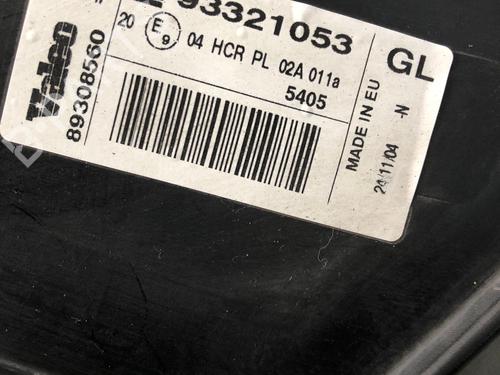 93321053
GL
20 E9 04 HCR PL 02A 011a
5405
Valeo
89308560
MADE IN EU
24/11/04 -N